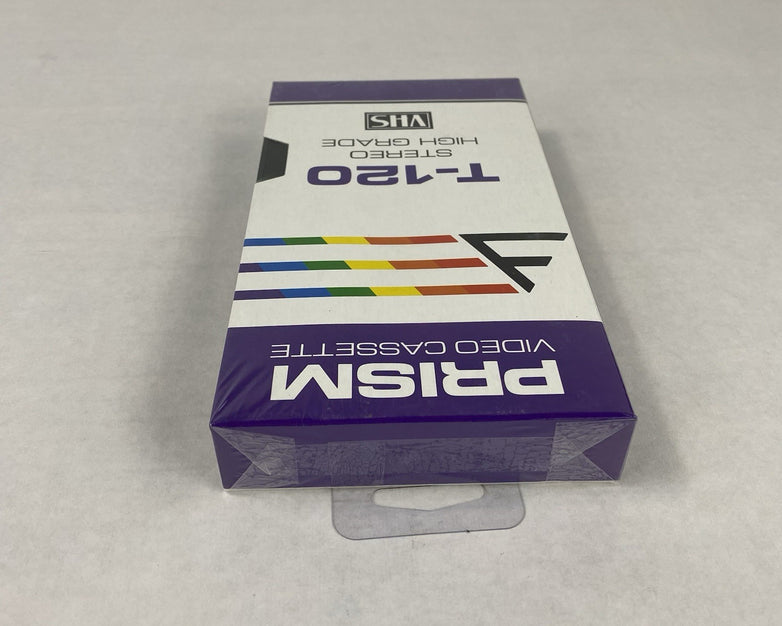 PRISM
VIDEO CASSETTE
T-120
STEREO
HIGH GRADE
VHS